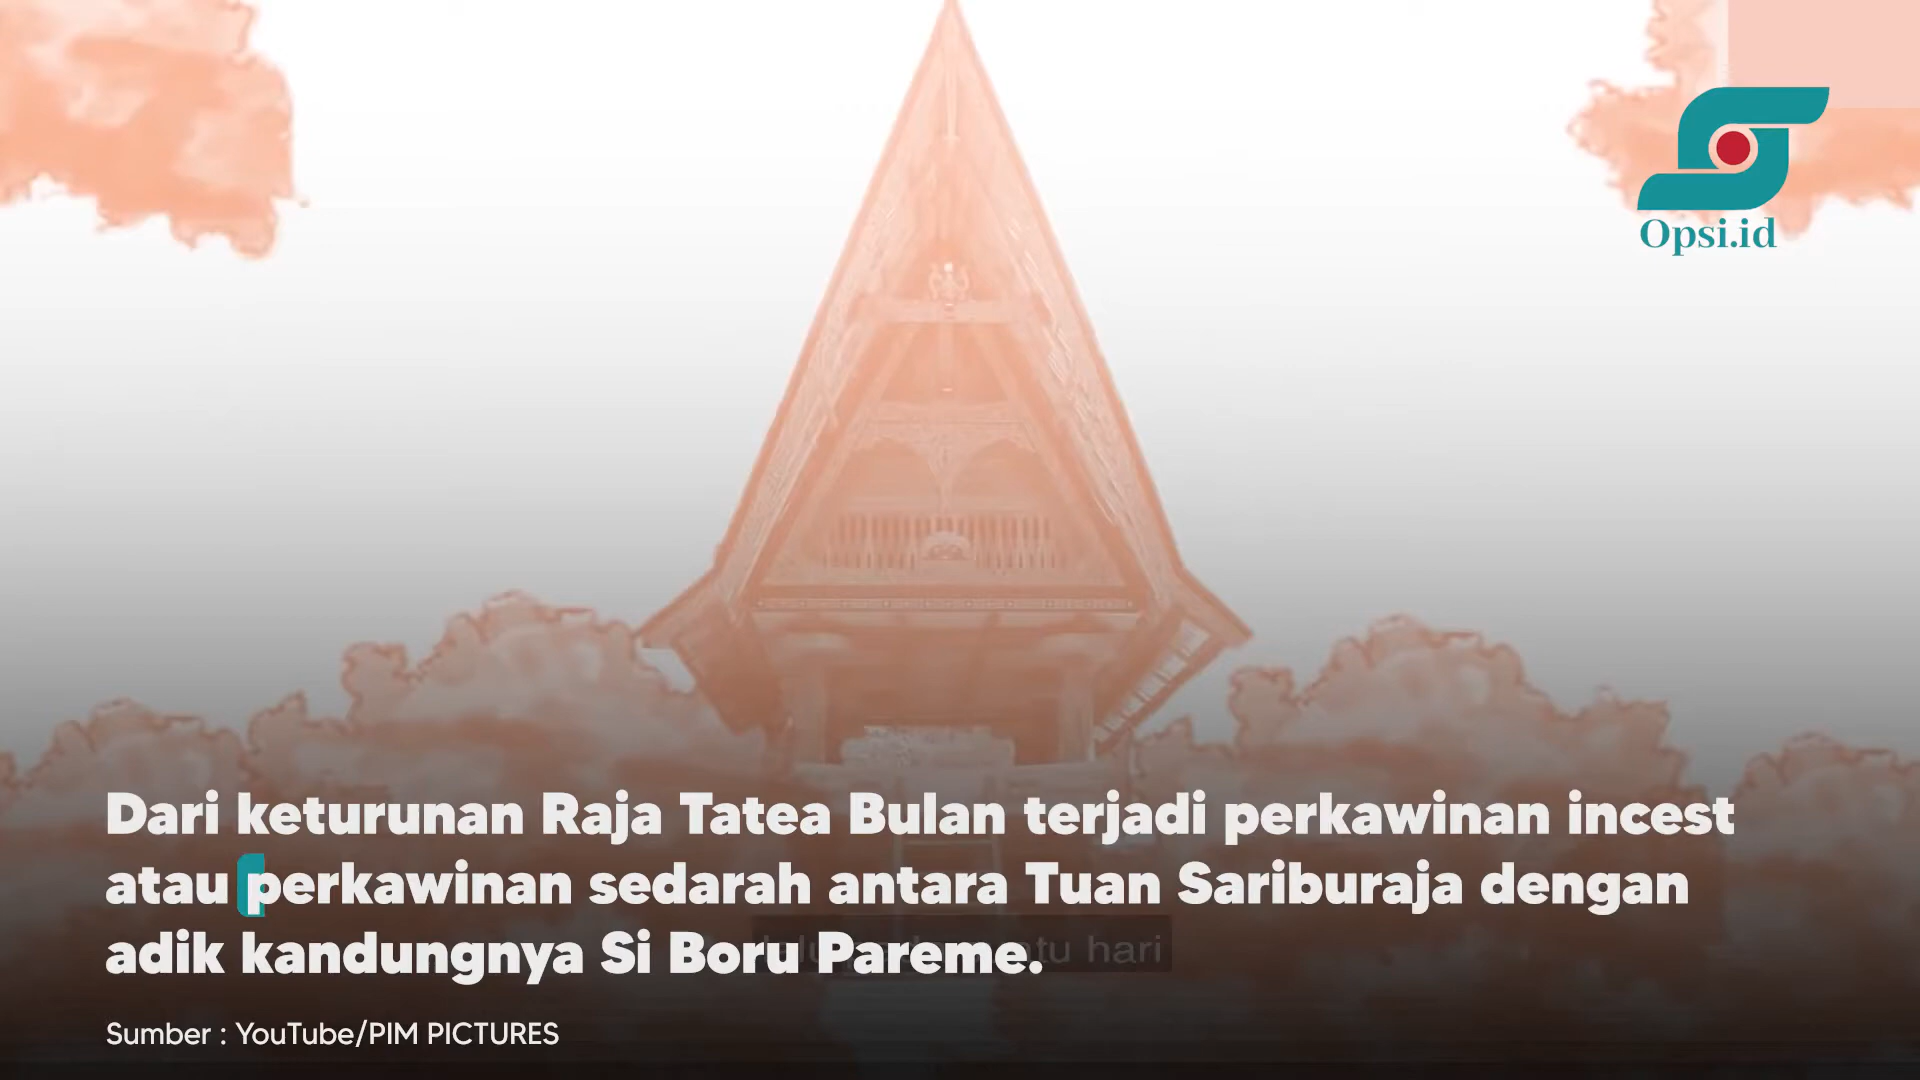 Opsi.id
Dari keturunan Raja Tatea Bulan terjadi perkawinan incest
atau perkawinan sedarah antara Tuan Sariburaja dengan
adik kandungnya Si Boru Pareme.
hari
Sumber : YouTube/PIM PICTURES